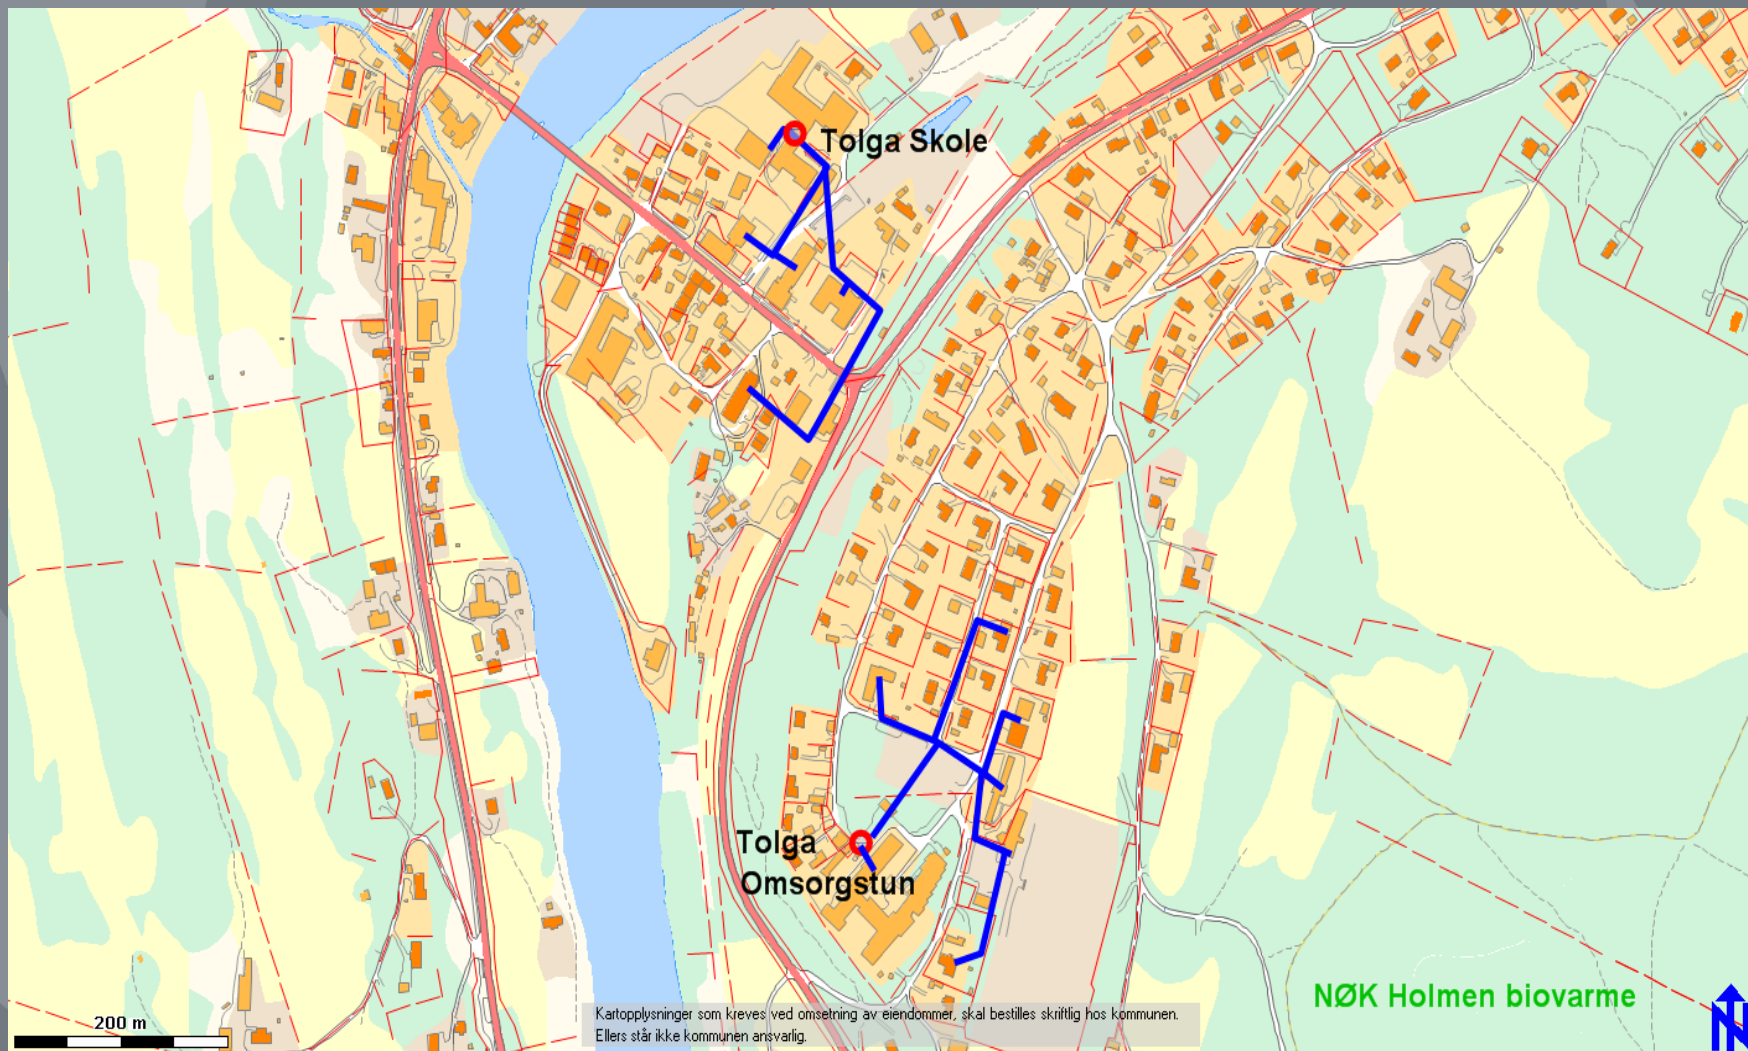 Tolga Skole
Tolga
Omsorgstun
NØK Holmen biovarme
200 m
Kartopplysninger som kreves ved omsetning av eiendommer, skal bestilles skriftlig hos kommunen.
Ellers står ikke kommunen ansvarlig.
N